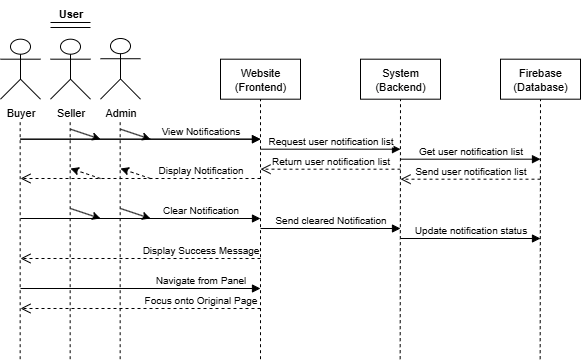 User
Buyer
Seller
Admin
Website
(Frontend)
System
(Backend)
Firebase
(Database)
View Notifications
Request user notification list
Get user notification list
Return user notification list
Send user notification list
Display Notification
Clear Notification
Send cleared Notification
Update notification status
Display Success Message
Navigate from Panel
Focus onto Original Page